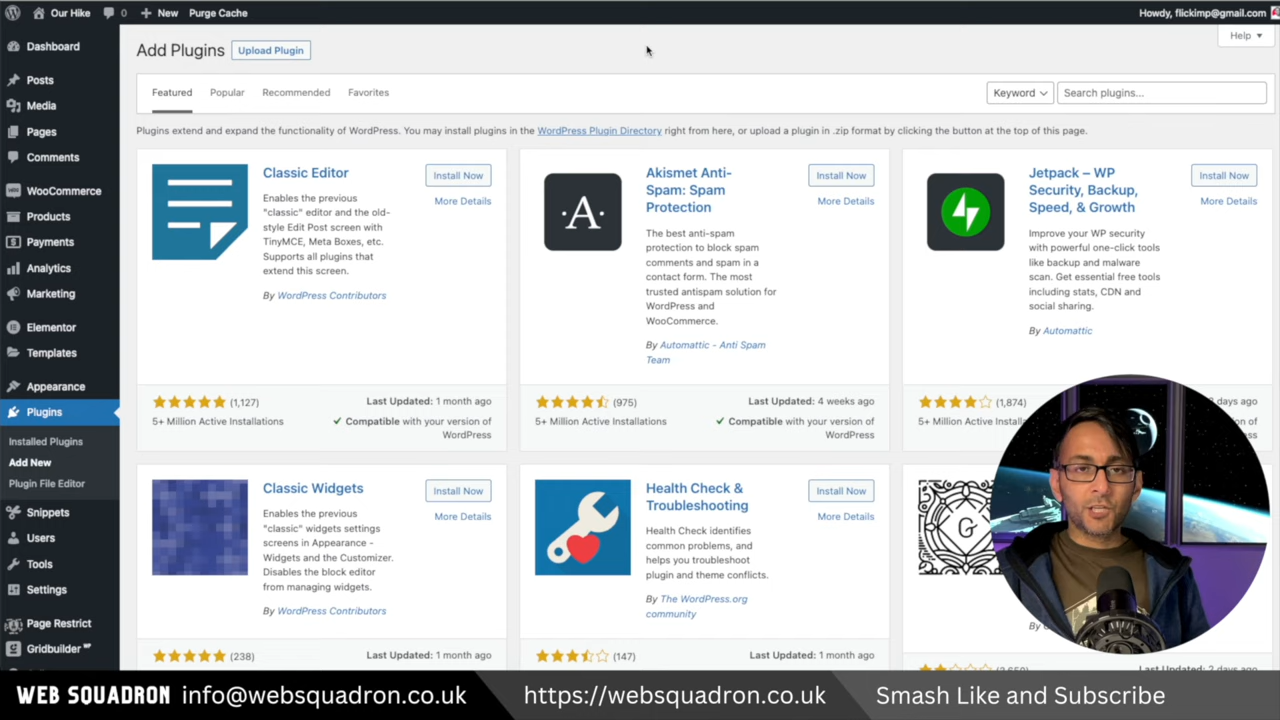 Our Hike 0 New Purge Cache Howdy, flickimp@gmail.com
Help
Dashboard
Posts
Media
Pages
Comments
WooCommerce
Products
Payments
Analytics
Marketing
Elementor
Templates
Appearance
Plugins
Installed Plugins
Add New
Plugin File Editor
Snippets
Users
Tools
Settings
Page Restrict
Gridbuilder WP
Add Plugins Upload Plugin
Featured Popular Recommended Favorites Keyword Search plugins...
Plugins extend and expand the functionality of WordPress. You may install plugins in the WordPress Plugin Directory right from here, or upload a plugin in .zip format by clicking the button at the top of this page.
Classic Editor
Install Now
More Details
Enables the previous
"classic" editor and the old-
style Edit Post screen with
TinyMCE, Meta Boxes, etc.
Supports all plugins that
extend this screen.
By WordPress Contributors
(1,127)
Last Updated: 1 month ago
5+ Million Active Installations
Compatible with your version of
WordPress
·A·
Akismet Anti-
Spam: Spam
Protection
Install Now
More Details
The best anti-spam
protection to block spam
comments and spam in a
contact form. The most
trusted antispam solution for
WordPress and
WooCommerce.
By Automattic - Anti Spam
Team
(975)
Last Updated: 4 weeks ago
5+ Million Active Installations
Compatible with your version of
WordPress
Jetpack – WP
Security, Backup,
Speed, & Growth
Install Now
More Details
Improve your WP security
with powerful one-click tools
like backup and malware
scan. Get essential free tools
including stats, CDN and
social sharing.
By Automattic
(1,874)
days ago
5+ Million Active
Classic Widgets
Install Now
More Details
Enables the previous
"classic" widgets settings
screens in Appearance -
Widgets and the Customizer.
Disables the block editor
from managing widgets.
By WordPress Contributors
(238)
Last Updated: 1 month ago
Health Check &
Troubleshooting
Install Now
More Details
Health Check identifies
common problems, and
helps you troubleshoot
plugin and theme conflicts.
By The WordPress.org
community
(147)
Last Updated: 1 month ago
G
WEB SQUADRON info@websquadron.co.uk https://websquadron.co.uk Smash Like and Subscribe